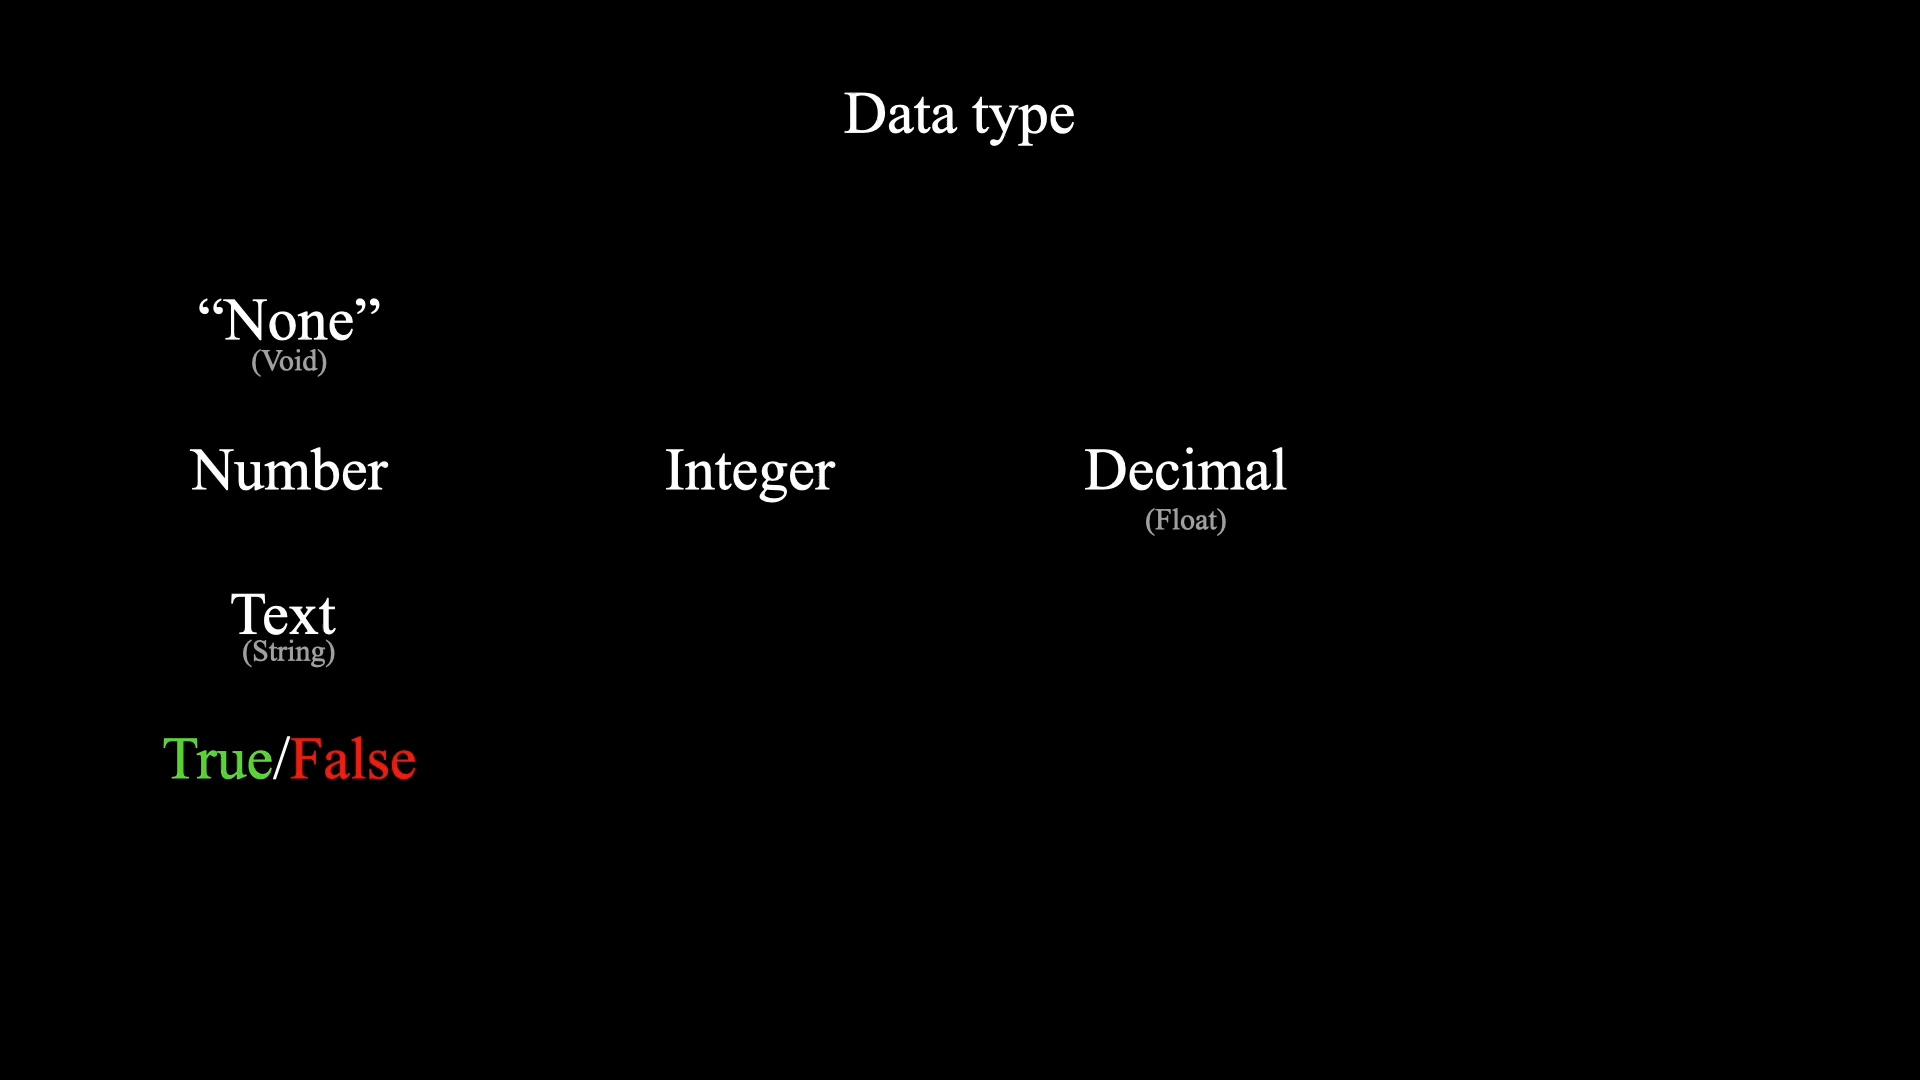 Data type
“None”
(Void)
Number Integer Decimal
(Float)
Text
(String)
True/False